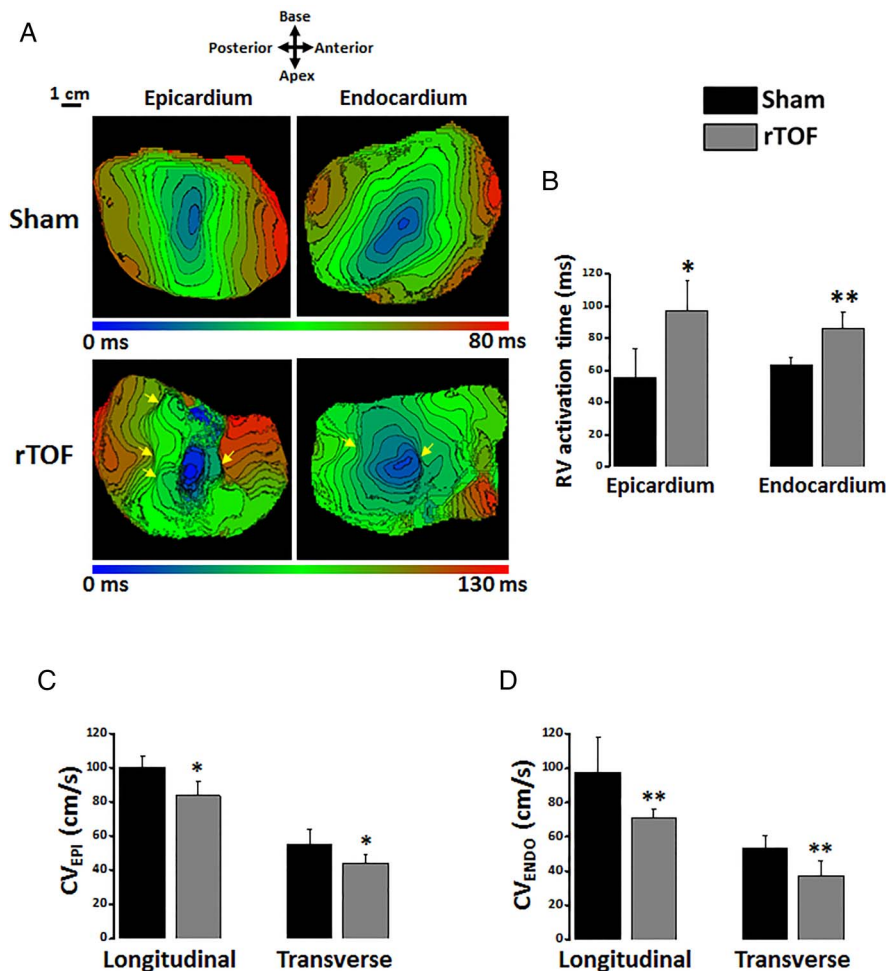 A
Base
Posterior Anterior
Apex
1 cm
Epicardium Endocardium
Sham
0 ms 80 ms
rTOF
0 ms 130 ms
Sham
rTOF
B
RV activation time (ms)
120
100
80
60
40
20
0
*
**
Epicardium Endocardium
C
CVEPI (cm/s)
120
100
80
60
40
20
0
*
*
Longitudinal Transverse
D
CVENDO (cm/s)
120
100
80
60
40
20
0
**
**
Longitudinal Transverse